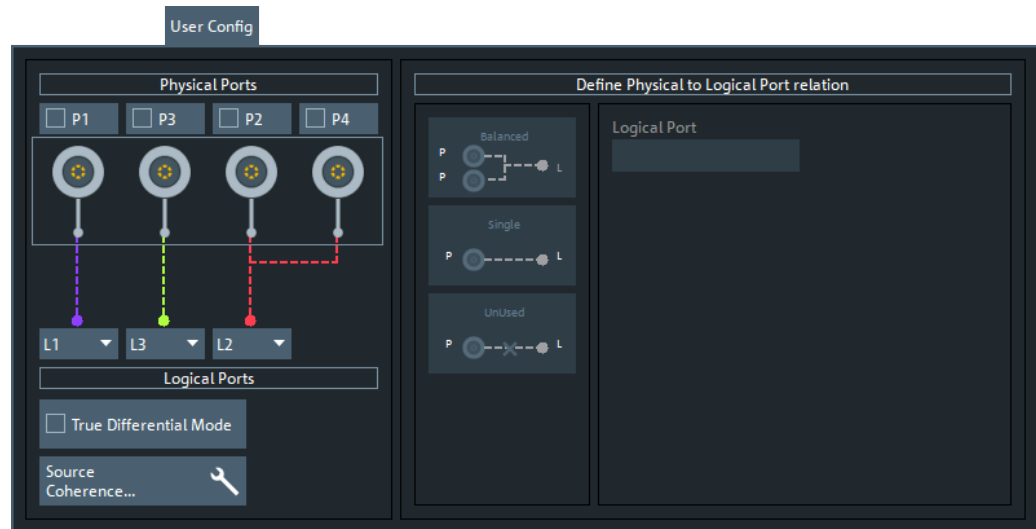 User Config
Physical Ports
P1
P3
P2
P4
L1
L3
L2
Logical Ports
True Differential Mode
Source
Coherence...
Define Physical to Logical Port relation
Balanced
P
L
P
Single
P
L
UnUsed
P
L
Logical Port